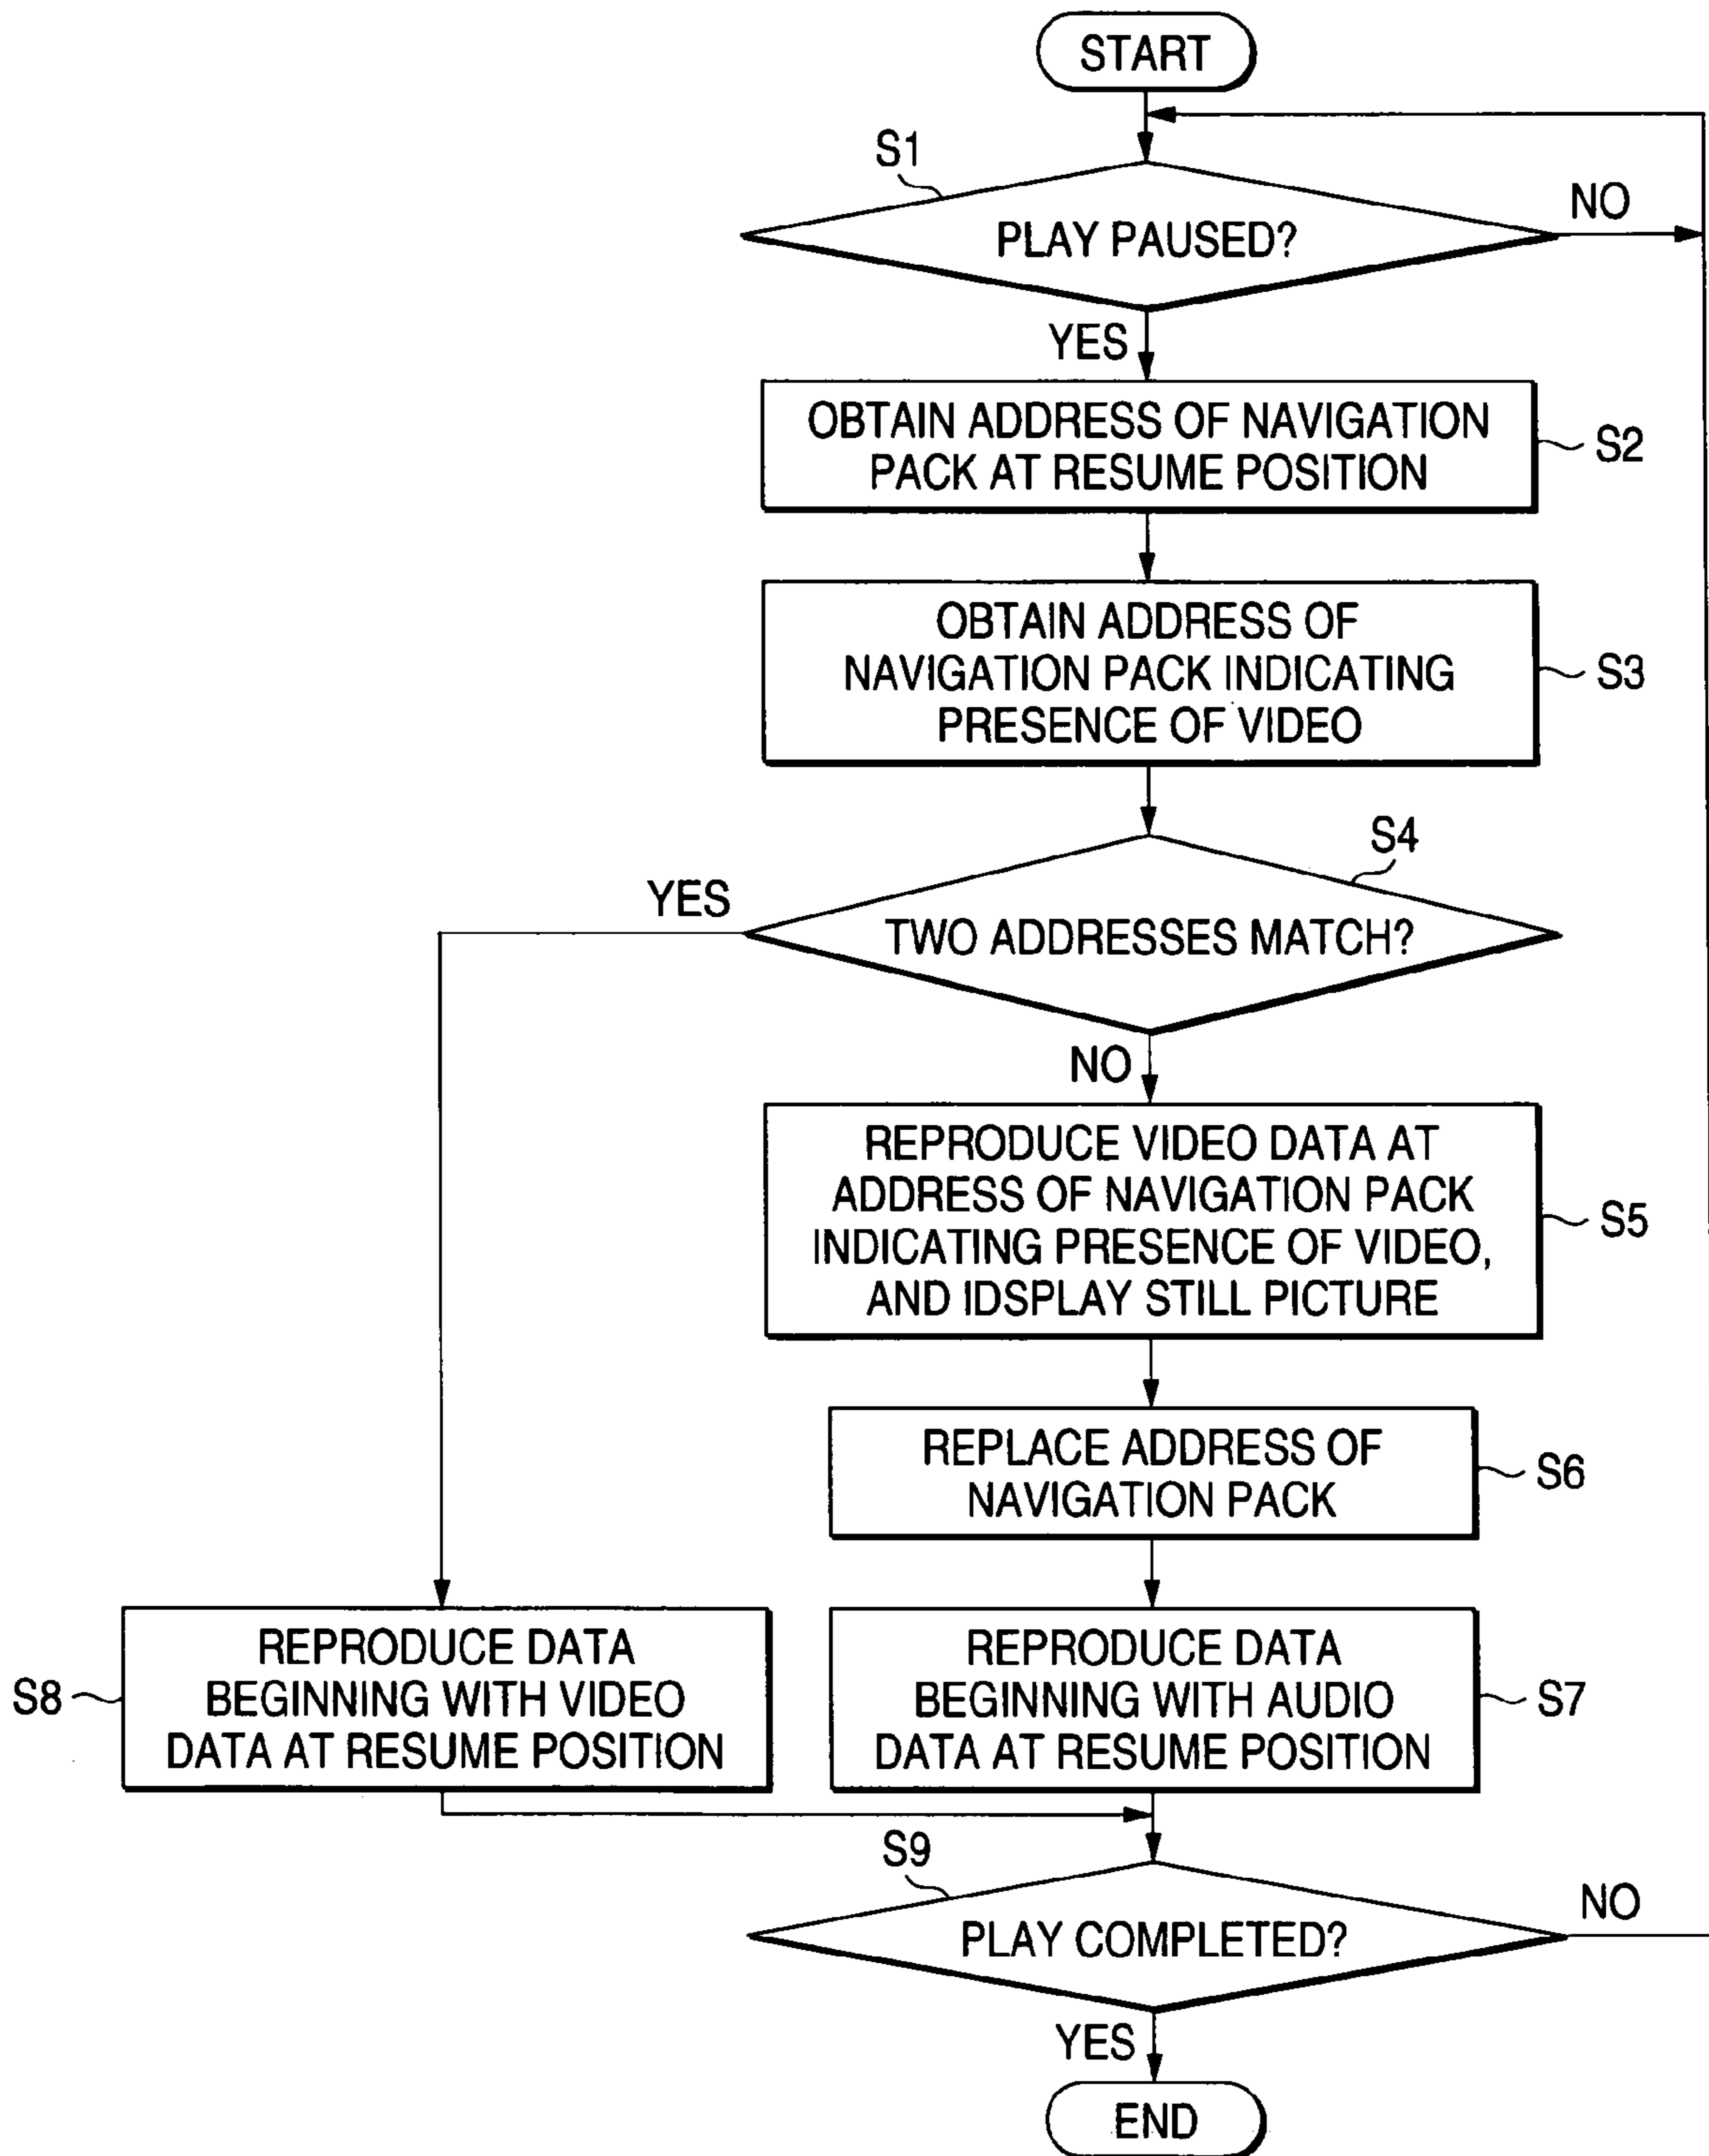 START
S1
NO
PLAY PAUSED?
YES
OBTAIN ADDRESS OF NAVIGATION
PACK AT RESUME POSITION
S2
OBTAIN ADDRESS OF
NAVIGATION PACK INDICATING
PRESENCE OF VIDEO
S3
S4
YES
TWO ADDRESSES MATCH?
NO
REPRODUCE VIDEO DATA AT
ADDRESS OF NAVIGATION PACK
INDICATING PRESENCE OF VIDEO,
AND IDSPLAY STILL PICTURE
S5
REPLACE ADDRESS OF
NAVIGATION PACK
S6
S8
REPRODUCE DATA
BEGINNING WITH VIDEO
DATA AT RESUME POSITION
REPRODUCE DATA
BEGINNING WITH AUDIO
DATA AT RESUME POSITION
S7
S9
NO
PLAY COMPLETED?
YES
END